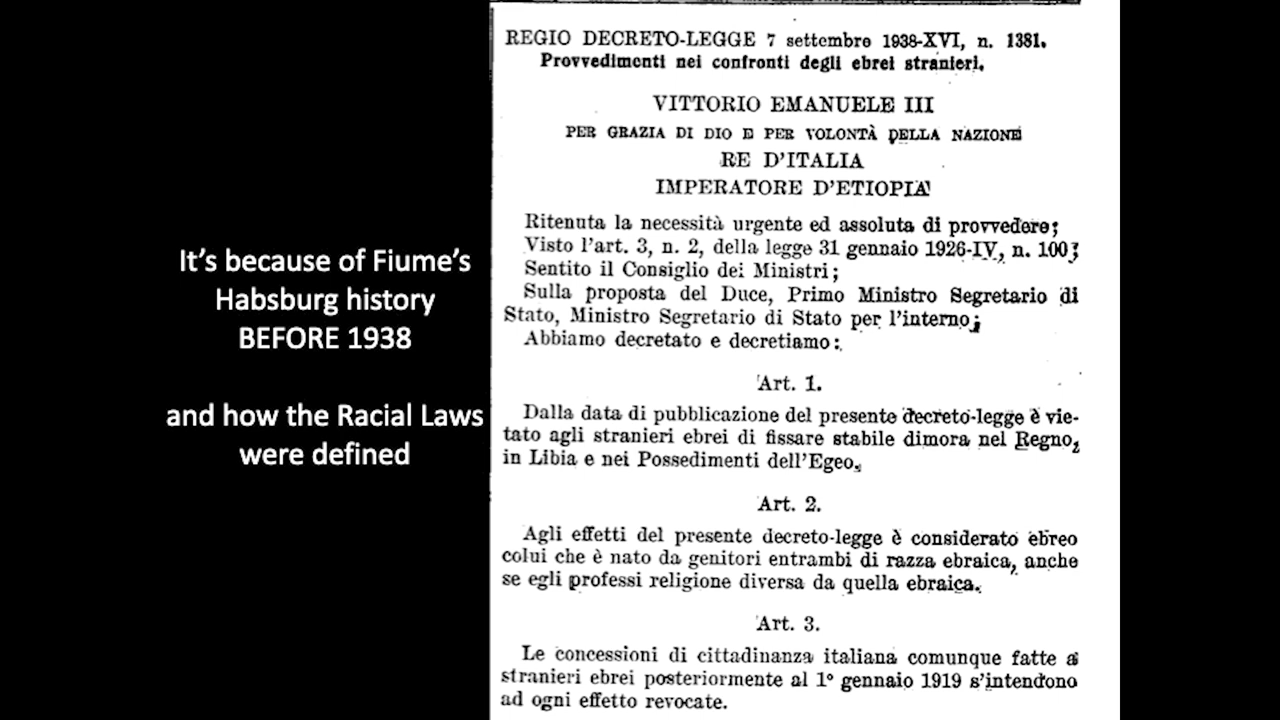 It’s because of Fiume’s
Habsburg history
BEFORE 1938
and how the Racial Laws
were defined
REGIO DECRETO-LEGGE 7 settembre 1938-XVI, n. 1381.
Provvedimenti nei confronti degli ebrei stranieri.
VITTORIO EMANUELE III
PER GRAZIA DI DIO E PER VOLONTÀ DELLA NAZIONE
RE D'ITALIA
IMPERATORE D'ETIOPIA
Ritenuta la necessità urgente ed assoluta di provvedere;
Visto l'art. 3, n. 2, della legge 31 gennaio 1926-IV, n. 100;
Sentito il Consiglio dei Ministri;
Sulla proposta del Duce, Primo Ministro Segretario di
Stato, Ministro Segretario di Stato per l'interno;
Abbiamo decretato e decretiamo:
Art. 1.
Dalla data di pubblicazione del presente decreto-legge è vie-
tato agli stranieri ebrei di fissare stabile dimora nel Regno,
in Libia e nei Possedimenti dell'Egeo.
Art. 2.
Agli effetti del presente decreto-legge è considerato ebreo
colui che è nato da genitori entrambi di razza ebraica, anche
se egli professi religione diversa da quella ebraica.
Art. 3.
Le concessioni di cittadinanza italiana comunque fatte a
stranieri ebrei posteriormente al 1° gennaio 1919 s'intendono
ad ogni effetto revocate.